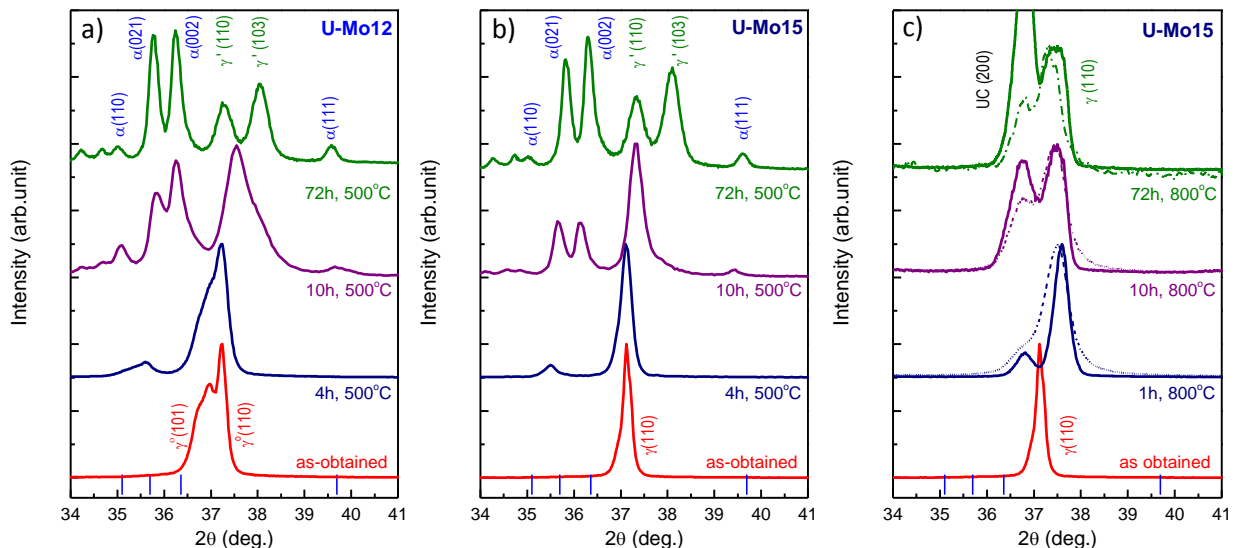 a)
U-Mo12
α(021)
α(002)
γ ' (110)
γ ' (103)
α(110)
α(111)
72h, 500°C
10h, 500°C
4h, 500°C
γ°(101)
γ°(110)
as-obtained
Intensity (arb.unit)
34 35 36 37 38 39 40 41
2θ (deg.)
b)
U-Mo15
α(021)
α(002)
γ ' (110)
γ ' (103)
α(110)
α(111)
72h, 500°C
10h, 500°C
4h, 500°C
γ(110)
as-obtained
Intensity (arb.unit)
34 35 36 37 38 39 40 41
2θ (deg.)
c)
U-Mo15
UC (200)
γ (110)
72h, 800°C
10h, 800°C
1h, 800°C
γ(110)
as obtained
Intensity (arb.unit)
34 35 36 37 38 39 40 41
2θ (deg.)